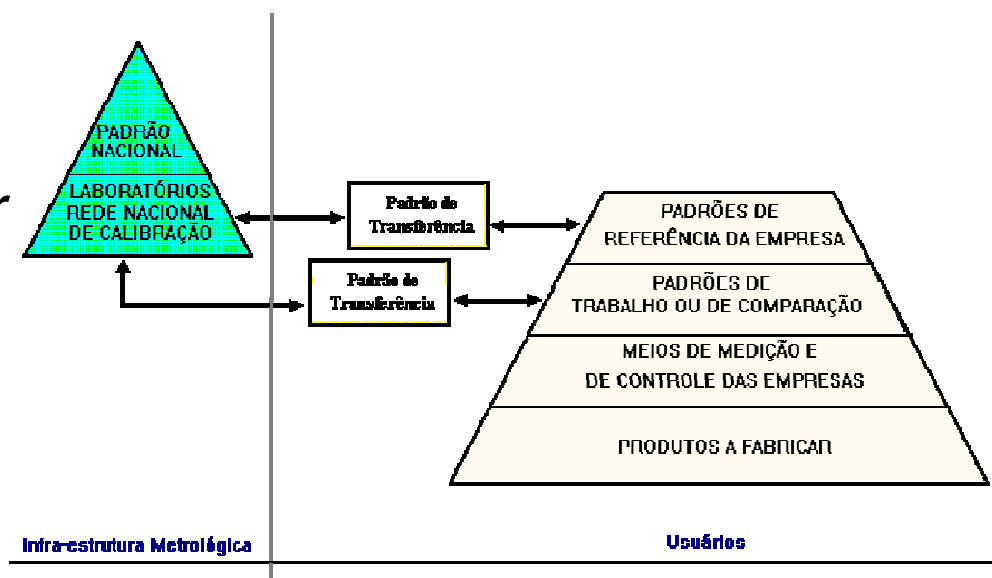 PADRÃO
NACIONAL
LABORATÓRIOS
REDE NACIONAL
DE CALIBRAÇÃO
Padrão de
Transferência
Padrão de
Transferência
PADRÕES DE
REFERÊNCIA DA EMPRESA
PADRÕES DE
TRABALHO OU DE COMPARAÇÃO
MEIOS DE MEDIÇÃO E
DE CONTROLE DAS EMPRESAS
PRODUTOS A FABRICAR
Infra-estrutura Metrológica
Usuários